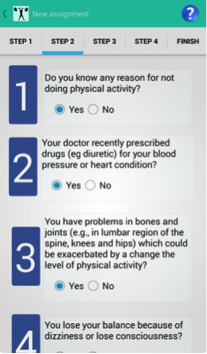 New assignment ?
STEP 1 STEP 2 STEP 3 STEP 4 FINISH
1
Do you know any reason for not
doing physical activity?
Yes No
2
Your doctor recently prescribed
drugs (eg diuretic) for your blood
pressure or heart condition?
Yes No
3
You have problems in bones and
joints (e.g., in lumbar region of the
spine, knees and hips) which could
be exacerbated by a change the
level of physical activity?
Yes No
4
You lose your balance because of
dizziness or lose consciousness?